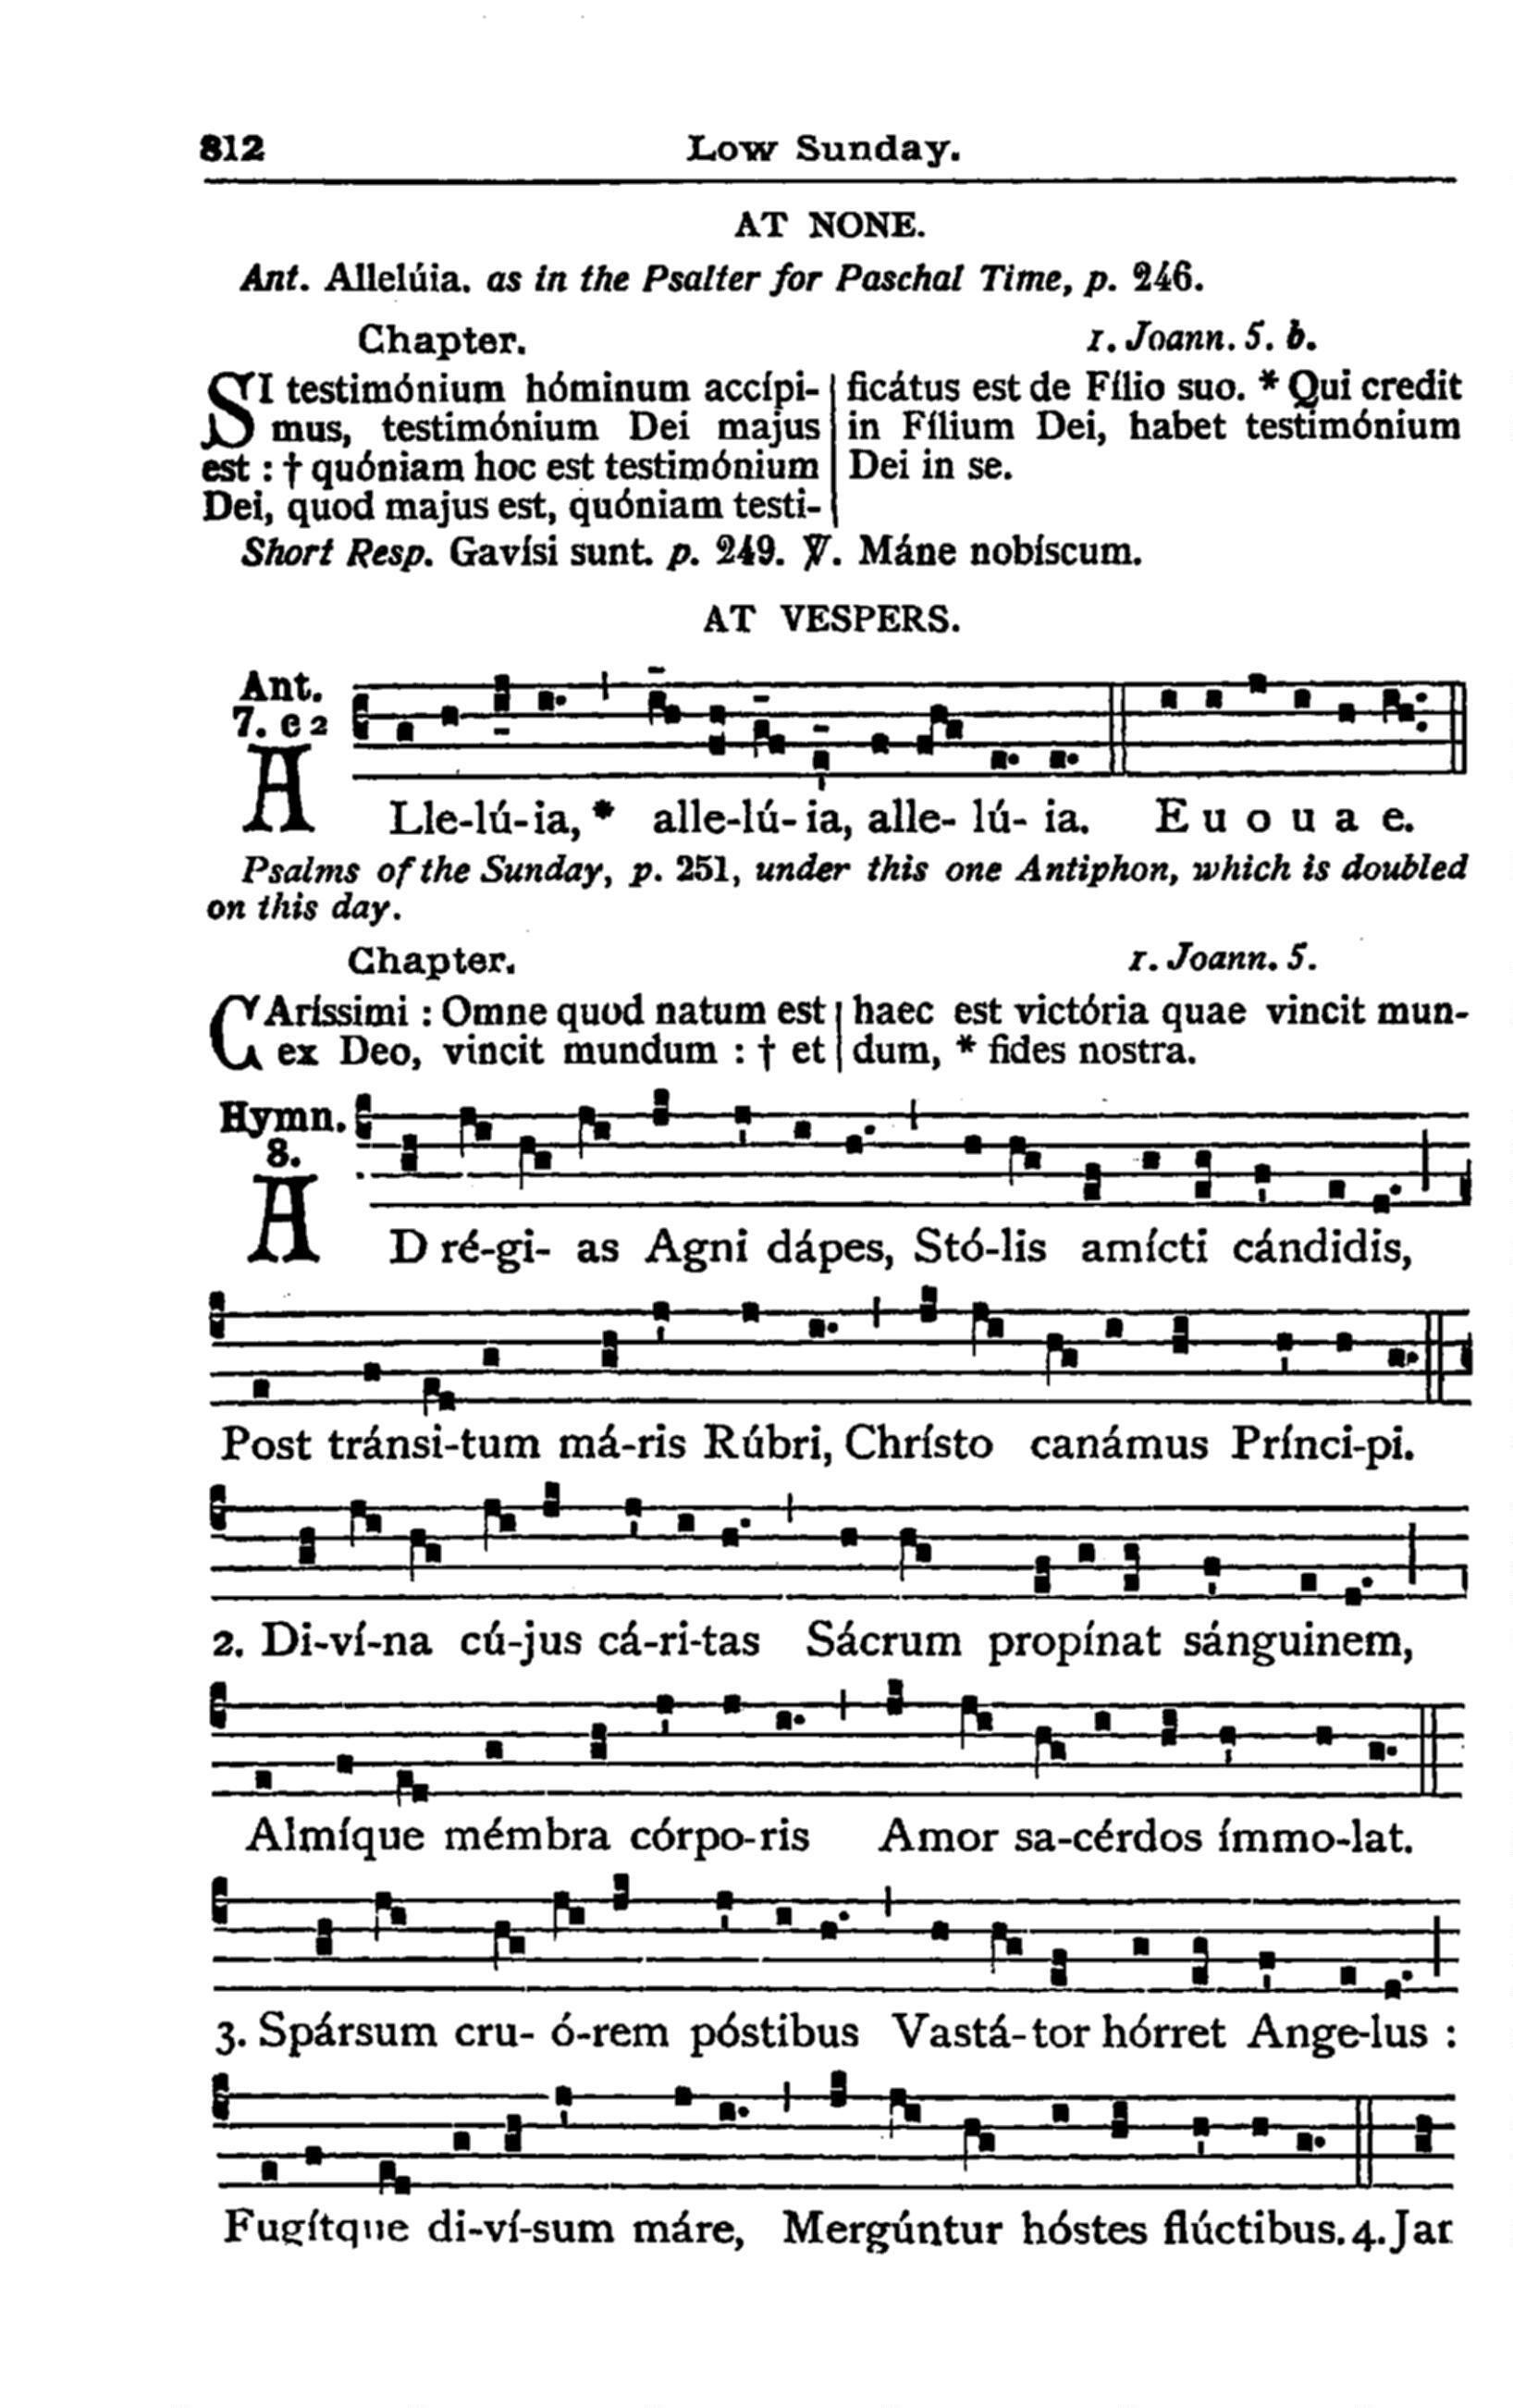 812 Low Sunday.
AT NONE.
Ant. Allelúia. as in the Psalter for Paschal Time, p. 246.
Chapter. 1. Joann. 5. b.
SI testimónium hóminum accípi-
mus, testimónium Dei majus
est : † quóniam hoc est testimónium
Dei, quod majus est, quóniam testi-
ficátus est de Fílio suo. * Qui credit
in Fílium Dei, habet testimónium
Dei in se.
Short Resp. Gavísi sunt. p. 249. ℣. Máne nobíscum.
AT VESPERS.
Ant.
7. e 2
ALle-lú-ia, * alle-lú-ia, alle- lú- ia. E u o u a e.
Psalms of the Sunday, p. 251, under this one Antiphon, which is doubled
on this day.
Chapter. 1. Joann. 5.
CAríssimi : Omne quod natum est
ex Deo, vincit mundum : † et
haec est victória quae vincit mun-
dum, * fides nostra.
Hymn.
8.
AD ré-gi- as Agni dápes, Stó-lis amícti cándidis,
Post tránsi-tum má-ris Rúbri, Chrísto canámus Prínci-pi.
2. Di-ví-na cú-jus cá-ri-tas Sácrum propínat sánguinem,
Almíque mémbra córpo-ris Amor sa-cérdos ímmo-lat.
3. Spársum cru- ó-rem póstibus Vastá-tor hórret Ange-lus :
Fugítque di-ví-sum máre, Mergúntur hóstes flúctibus. 4. Jar